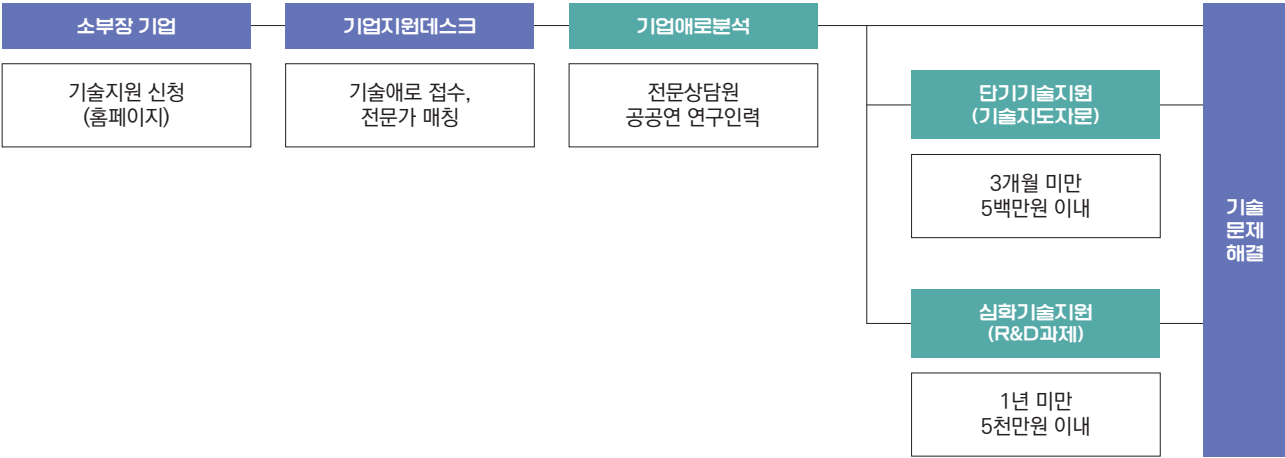 소부장 기업
기술지원 신청
(홈페이지)
기업지원데스크
기술애로 접수,
전문가 매칭
기업애로분석
전문상담원
공공연 연구인력
단기기술지원
(기술지도자문)
3개월 미만
5백만원 이내
심화기술지원
(R&D과제)
1년 미만
5천만원 이내
기술
문제
해결